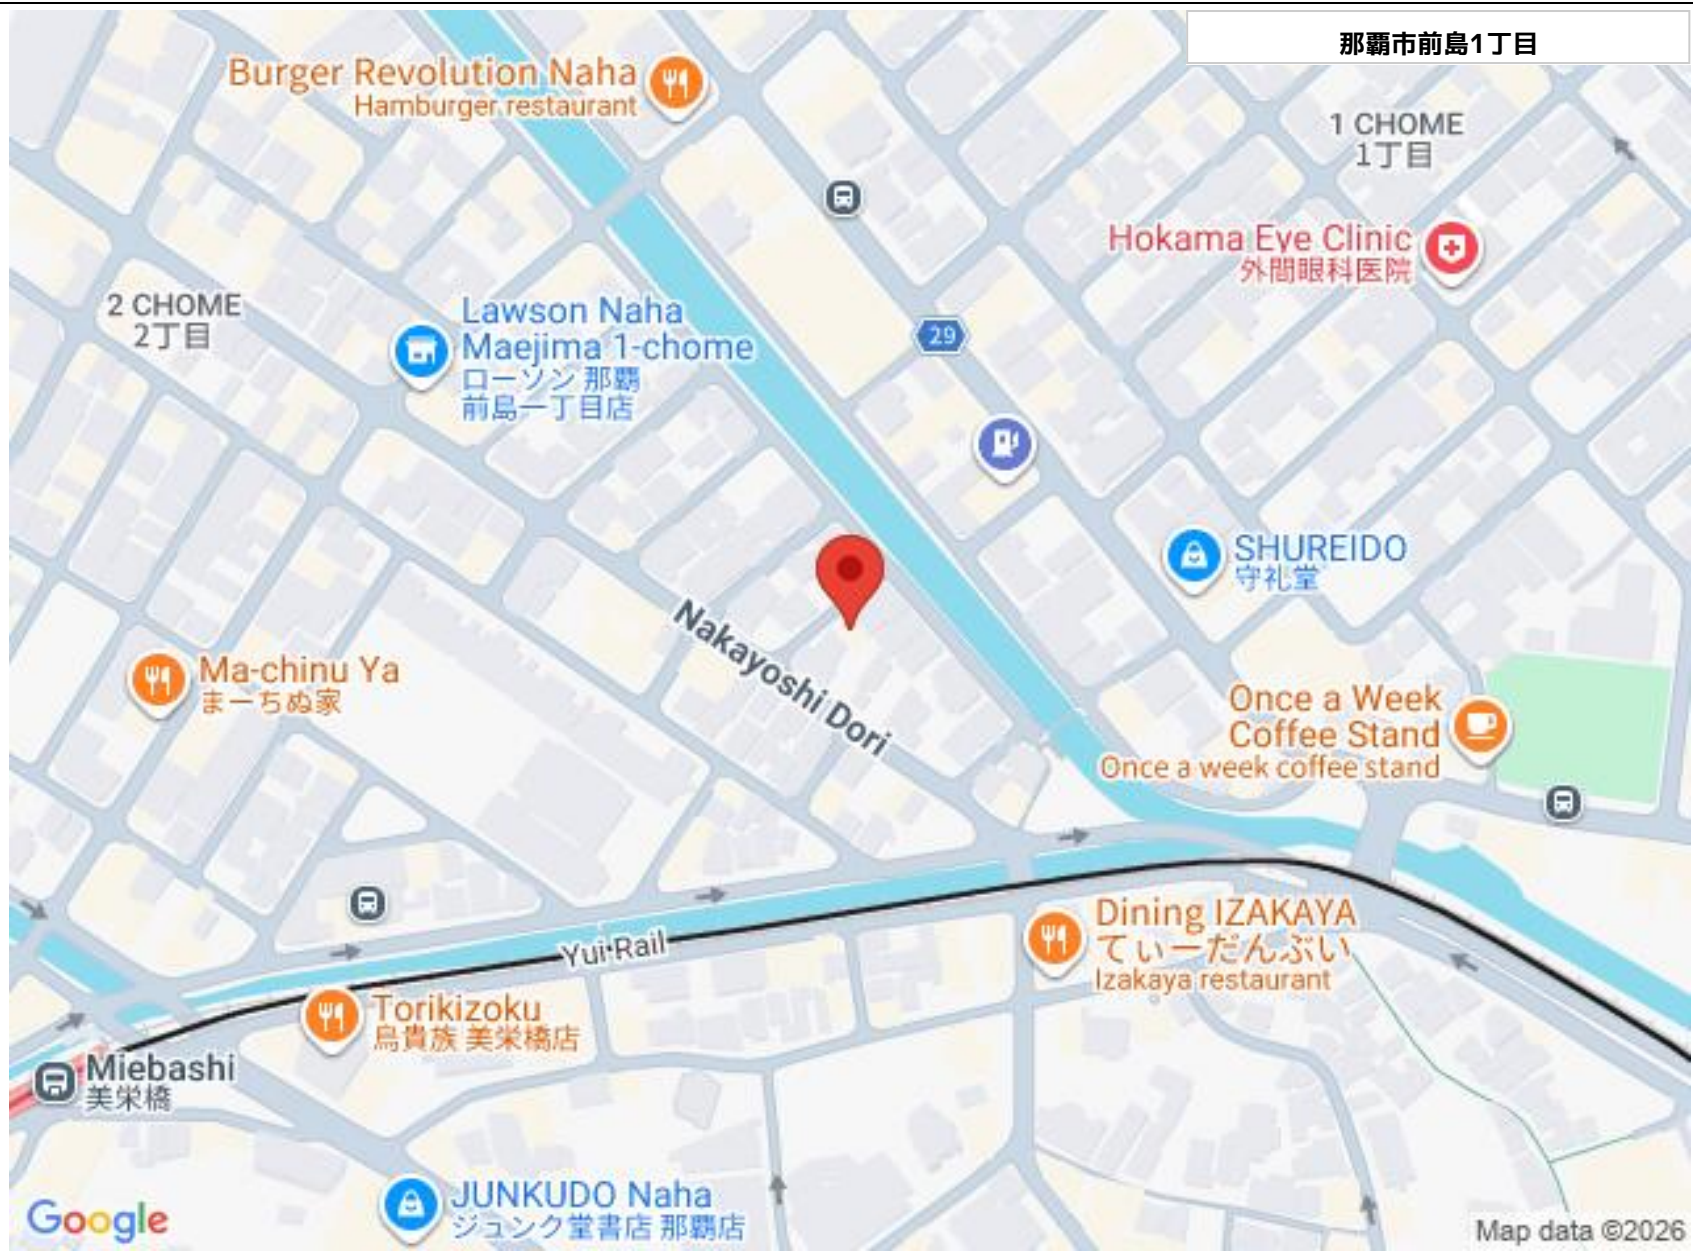 那覇市前島1丁目
Burger Revolution Naha
Hamburger restaurant
1 CHOME
1丁目
Hokama Eye Clinic
外間眼科医院
2 CHOME
2丁目
Lawson Naha
Maejima 1-chome
ローソン 那覇
前島一丁目店
29
SHUREIDO
守礼堂
Nakayoshi Dori
Ma-chinu Ya
まーちぬ家
Once a Week
Coffee Stand
Once a week coffee stand
Dining IZAKAYA
てぃーだんぶい
Izakaya restaurant
Yui Rail
Torikizoku
鳥貴族 美栄橋店
Miebashi
美栄橋
JUNKUDO Naha
ジュンク堂書店 那覇店
Google
Map data ©2026